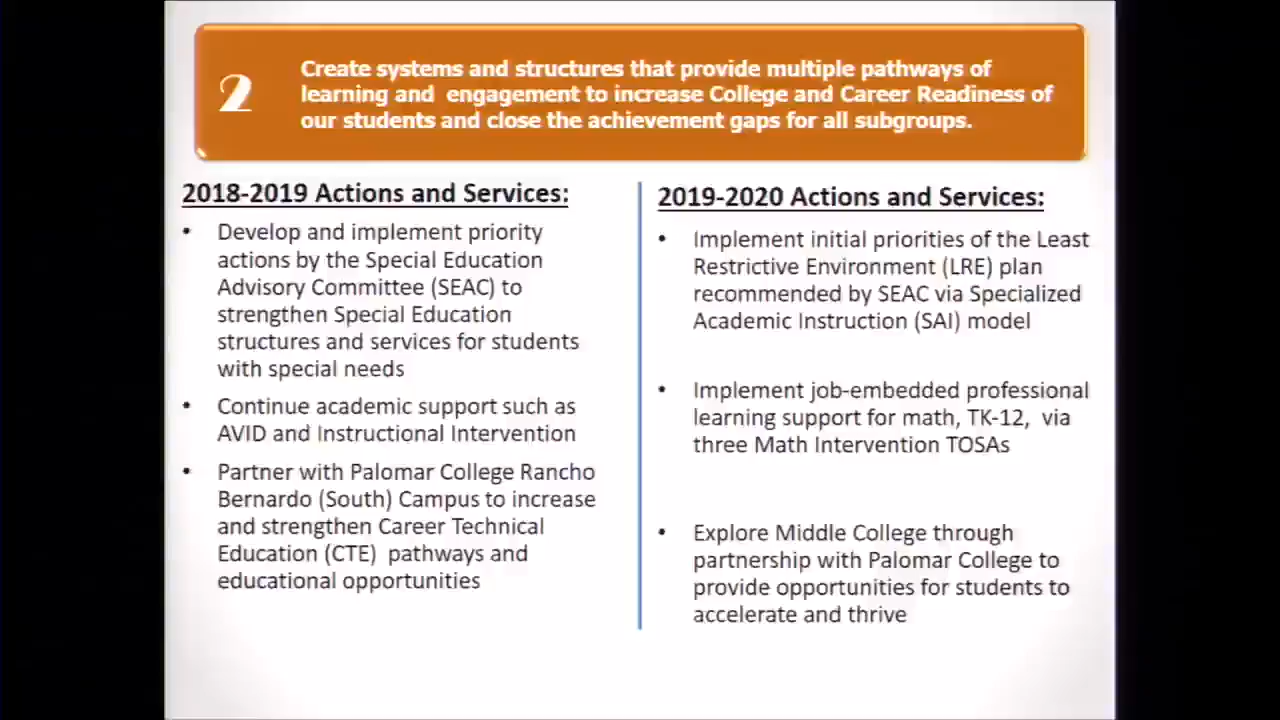 2
Create systems and structures that provide multiple pathways of
learning and engagement to increase College and Career Readiness of
our students and close the achievement gaps for all subgroups.
2018-2019 Actions and Services:
• Develop and implement priority
actions by the Special Education
Advisory Committee (SEAC) to
strengthen Special Education
structures and services for students
with special needs
• Continue academic support such as
AVID and Instructional Intervention
• Partner with Palomar College Rancho
Bernardo (South) Campus to increase
and strengthen Career Technical
Education (CTE) pathways and
educational opportunities
2019-2020 Actions and Services:
• Implement initial priorities of the Least
Restrictive Environment (LRE) plan
recommended by SEAC via Specialized
Academic Instruction (SAI) model
• Implement job-embedded professional
learning support for math, TK-12, via
three Math Intervention TOSAs
• Explore Middle College through
partnership with Palomar College to
provide opportunities for students to
accelerate and thrive